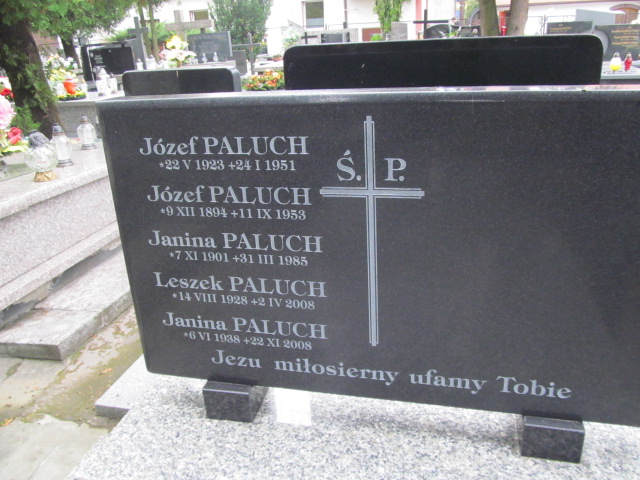 Józef PALUCH
*22 V 1923 +24 I 1951
Ś. P.
Józef PALUCH
*9 XII 1894 +11 IX 1953
Janina PALUCH
*7 XI 1901 +31 III 1985
Leszek PALUCH
*14 VIII 1928 +2 IV 2008
Janina PALUCH
*6 VI 1938 +22 XI 2008
Jezu miłosierny ufamy Tobie